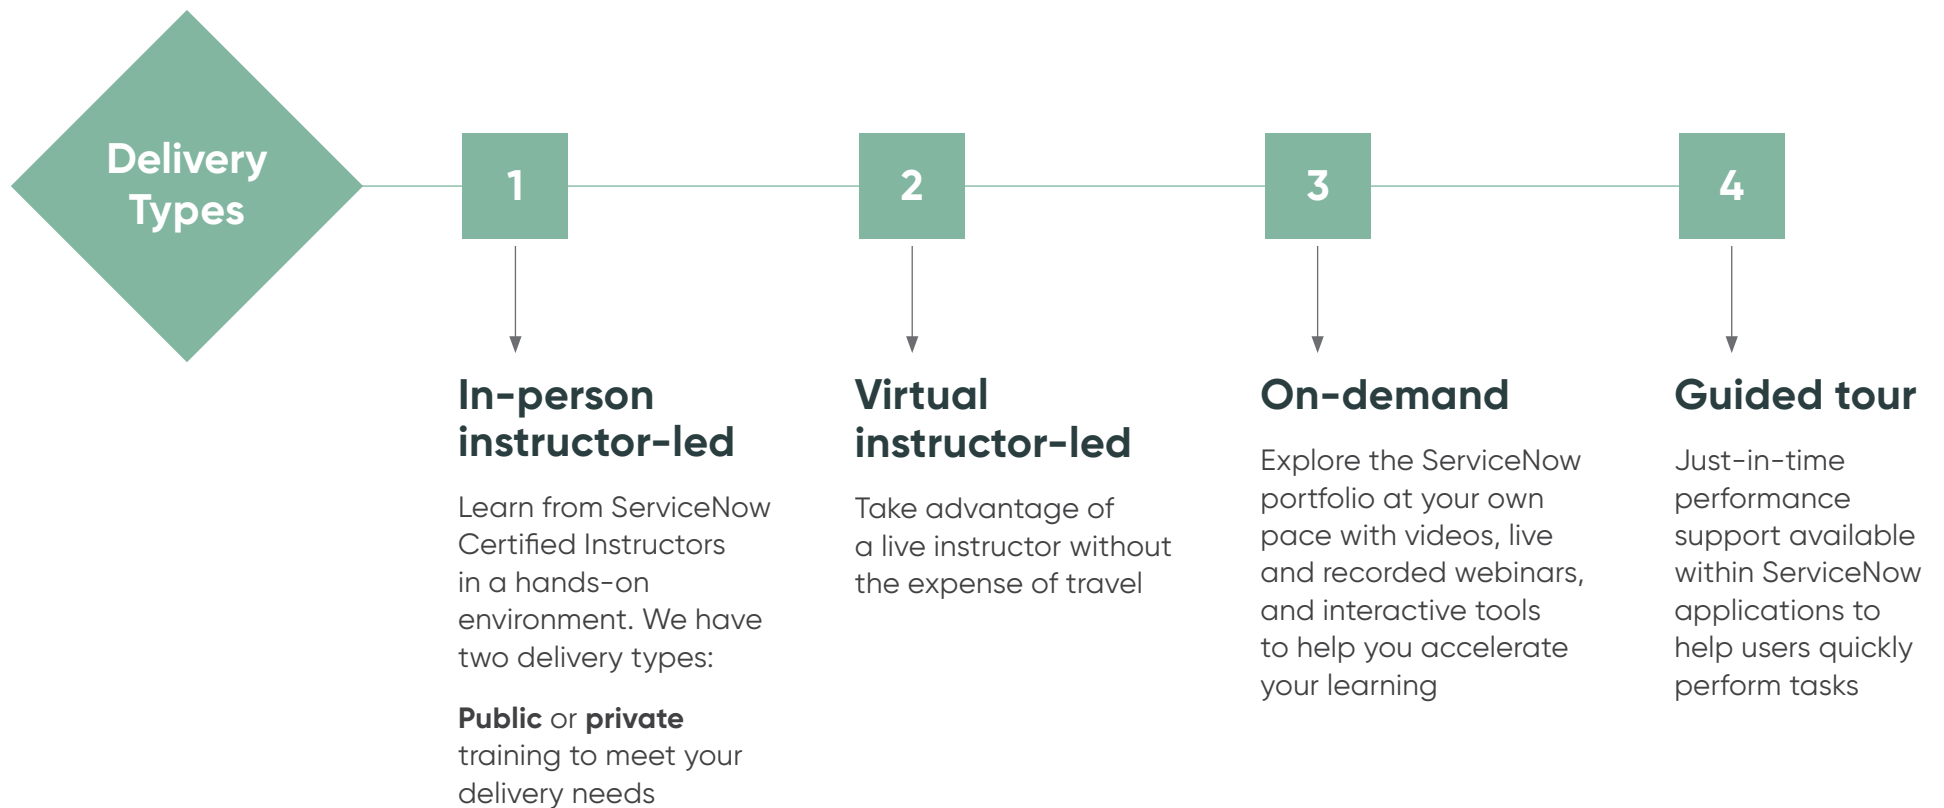 Delivery
Types
1
2
3
4
In-person
instructor-led
Learn from ServiceNow
Certified Instructors
in a hands-on
environment. We have
two delivery types:
Public or private
training to meet your
delivery needs
Virtual
instructor-led
Take advantage of
a live instructor without
the expense of travel
On-demand
Explore the ServiceNow
portfolio at your own
pace with videos, live
and recorded webinars,
and interactive tools
to help you accelerate
your learning
Guided tour
Just-in-time
performance
support available
within ServiceNow
applications to
help users quickly
perform tasks